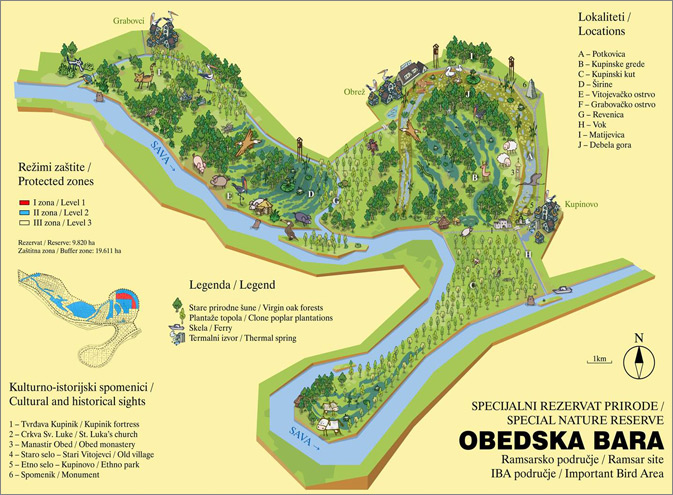 Grabovci
Obrež
Kupinovo
SAVA
SAVA
F
E
D
G
J
I
B
H
3
Lokaliteti /
Locations
A – Potkovica
B – Kupinske grede
C – Kupinski kut
D – Širine
E – Vitojevačko ostrvo
F – Grabovačko ostrvo
G – Revenica
H – Vok
I – Matijevica
J – Debela gora
Režimi zaštite /
Protected zones
I zona / Level 1
II zona / Level 2
III zona / Level 3
Rezervat / Reserve: 9.820 ha
Zaštitna zona / Buffer zone: 19.611 ha
Legenda / Legend
Stare prirodne šune / Virgin oak forests
Plantaže topola / Clone poplar plantations
Skela / Ferry
Termalni izvor / Thermal spring
Kulturno-istorijski spomenici /
Cultural and historical sights
1 – Tvrđava Kupinik / Kupinik fortress
2 – Crkva Sv. Luke / St. Luka's church
3 – Manastir Obed / Obed monastery
4 – Staro selo – Stari Vitojevci / Old village
5 – Etno selo – Kupinovo / Ethno park
6 – Spomenik / Monument
1km
N
SPECIJALNI REZERVAT PRIRODE /
SPECIAL NATURE RESERVE
OBEDSKA BARA
Ramsarsko područje / Ramsar site
IBA područje / Important Bird Area